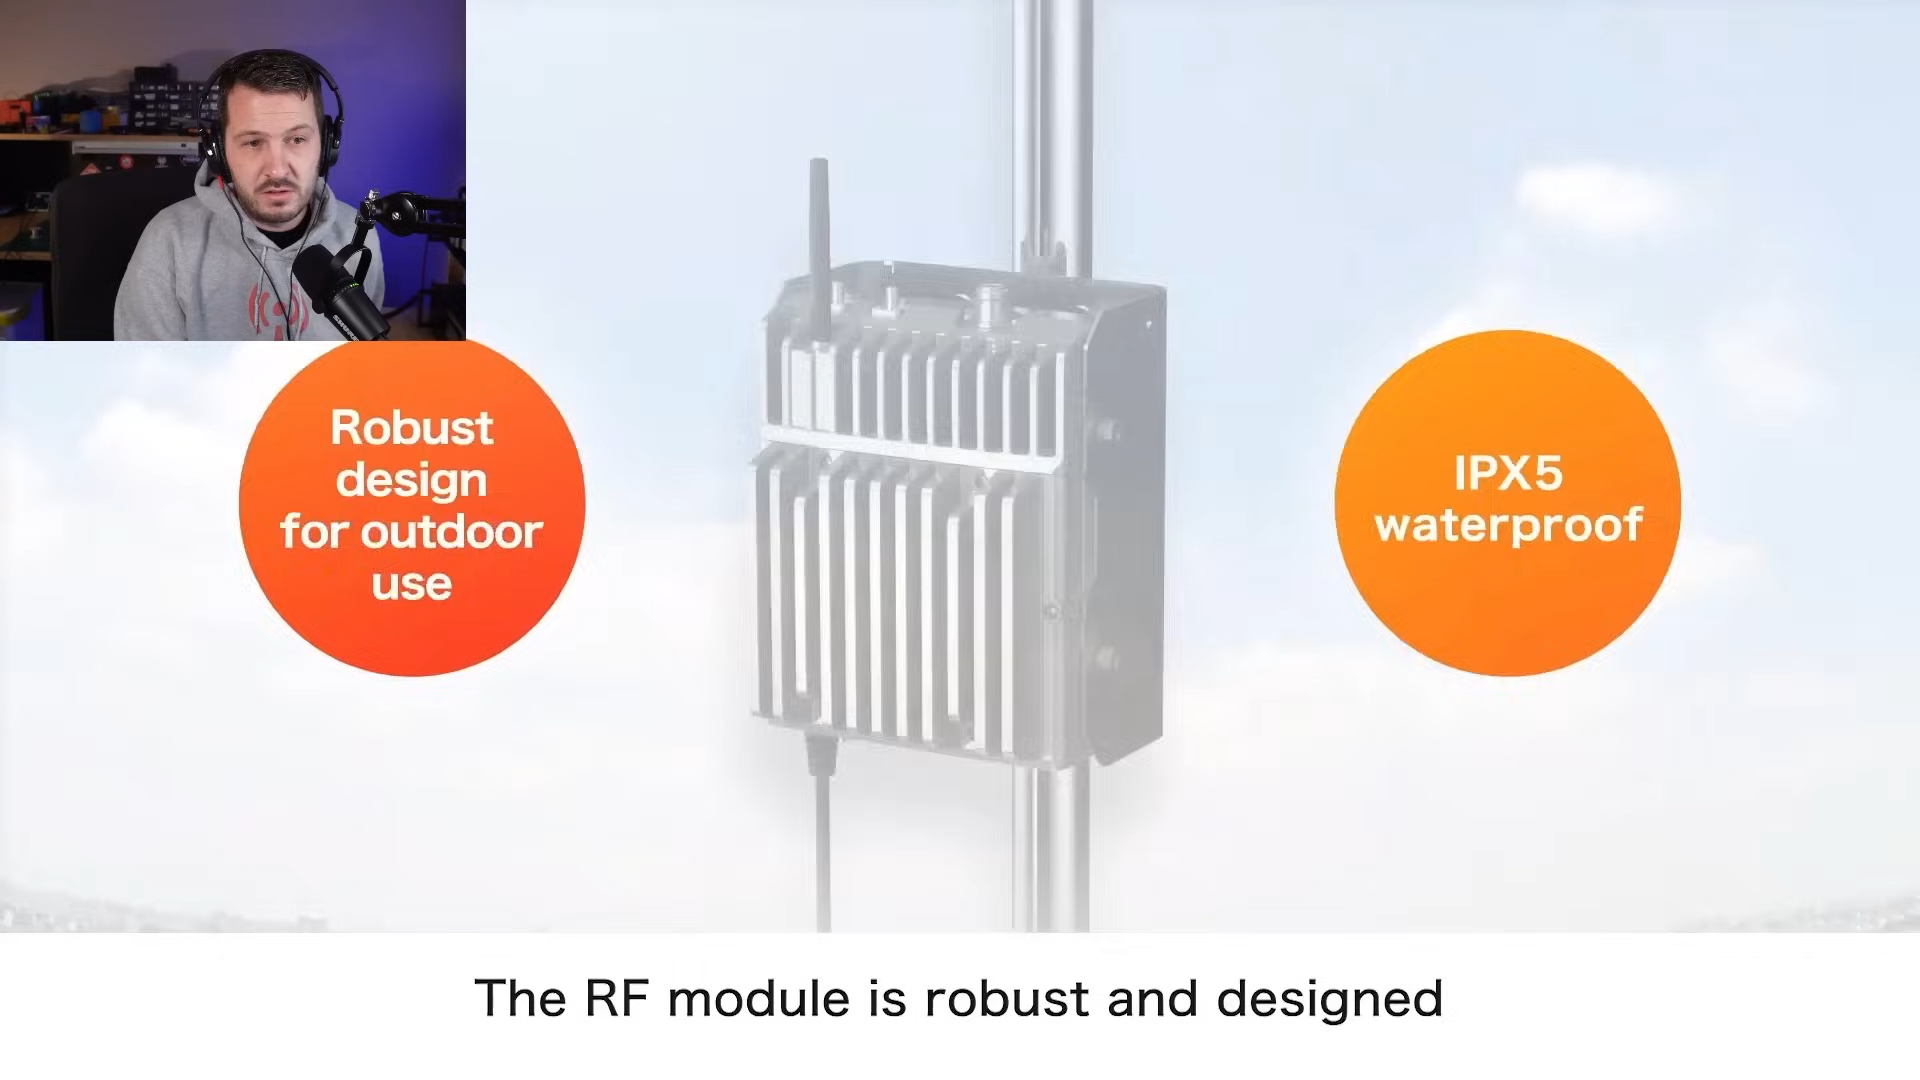 Robust
design
for outdoor
use
IPX5
waterproof
The RF module is robust and designed